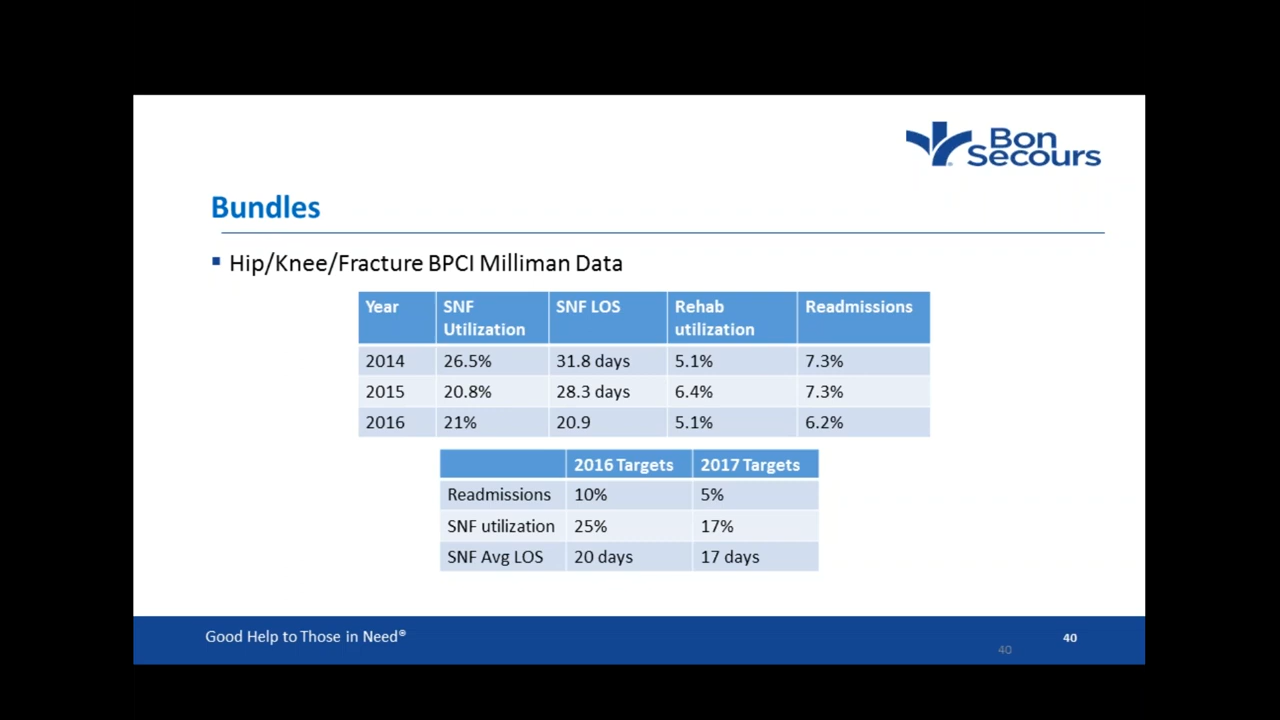 Bon
Secours
Bundles
▪ Hip/Knee/Fracture BPCI Milliman Data
Year SNF Utilization SNF LOS Rehab utilization Readmissions
2014 26.5% 31.8 days 5.1% 7.3%
2015 20.8% 28.3 days 6.4% 7.3%
2016 21% 20.9 5.1% 6.2%
2016 Targets 2017 Targets
Readmissions 10% 5%
SNF utilization 25% 17%
SNF Avg LOS 20 days 17 days
Good Help to Those in Need®
40
40